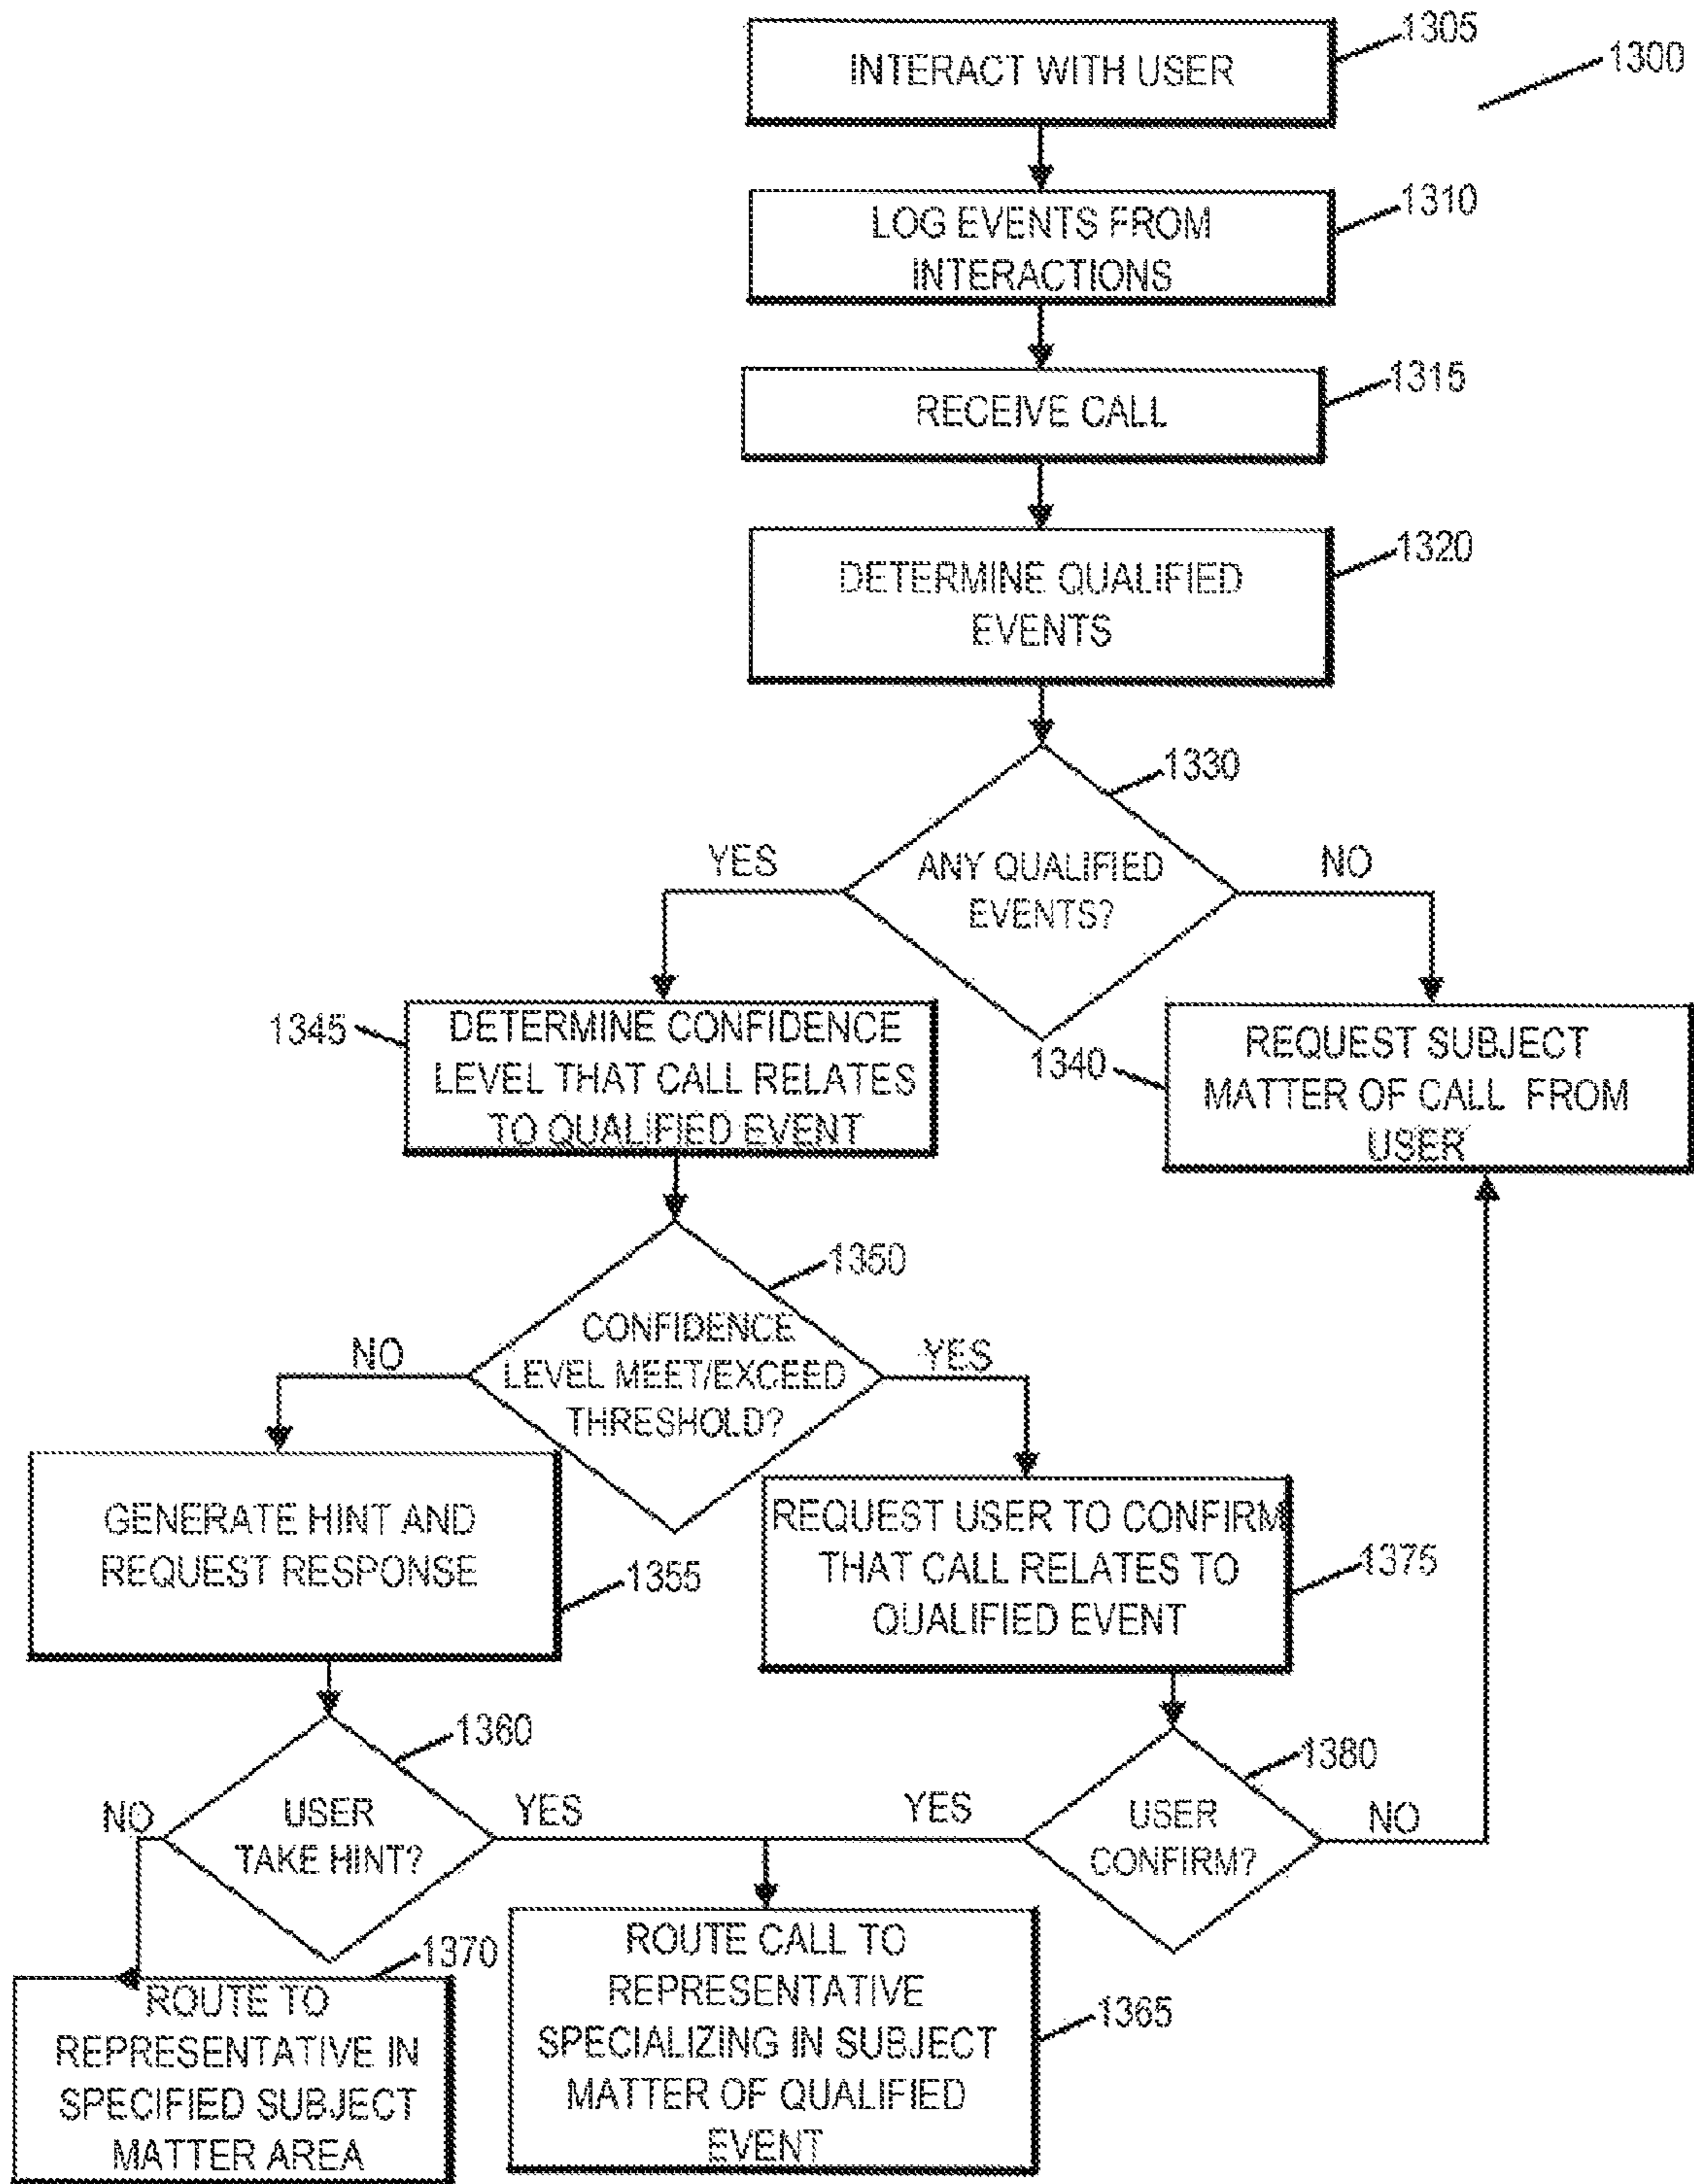 1305
INTERACT WITH USER
1300
1310
LOG EVENTS FROM
INTERACTIONS
1315
RECEIVE CALL
1320
DETERMINE QUALIFIED
EVENTS
1330
YES
ANY QUALIFIED
EVENTS?
NO
1345
DETERMINE CONFIDENCE
LEVEL THAT CALL RELATES
TO QUALIFIED EVENT
1340
REQUEST SUBJECT
MATTER OF CALL FROM
USER
1350
NO
CONFIDENCE
LEVEL MEET/EXCEED
THRESHOLD?
YES
GENERATE HINT AND
REQUEST RESPONSE
1355
REQUEST USER TO CONFIRM
THAT CALL RELATES TO
QUALIFIED EVENT
1375
1360
NO
USER
TAKE HINT?
YES
1380
YES
USER
CONFIRM?
NO
1370
ROUTE TO
REPRESENTATIVE IN
SPECIFIED SUBJECT
MATTER AREA
ROUTE CALL TO
REPRESENTATIVE
SPECIALIZING IN SUBJECT
MATTER OF QUALIFIED
EVENT
1365